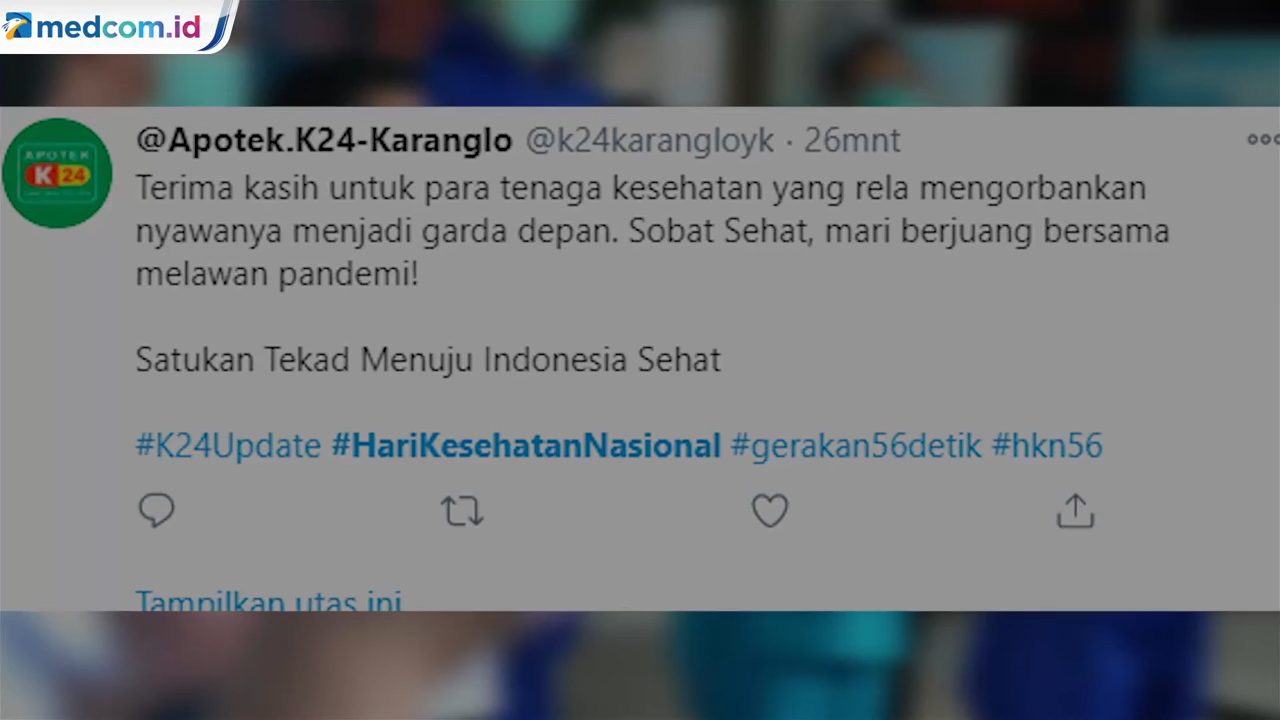 medcom.id
@Apotek.K24-Karanglo @k24karangloyk · 26mnt
APOTEK
K 24
Terima kasih untuk para tenaga kesehatan yang rela mengorbankan
nyawanya menjadi garda depan. Sobat Sehat, mari berjuang bersama
melawan pandemi!
Satukan Tekad Menuju Indonesia Sehat
#K24Update #HariKesehatanNasional #gerakan56detik #hkn56
Tampilkan utas ini